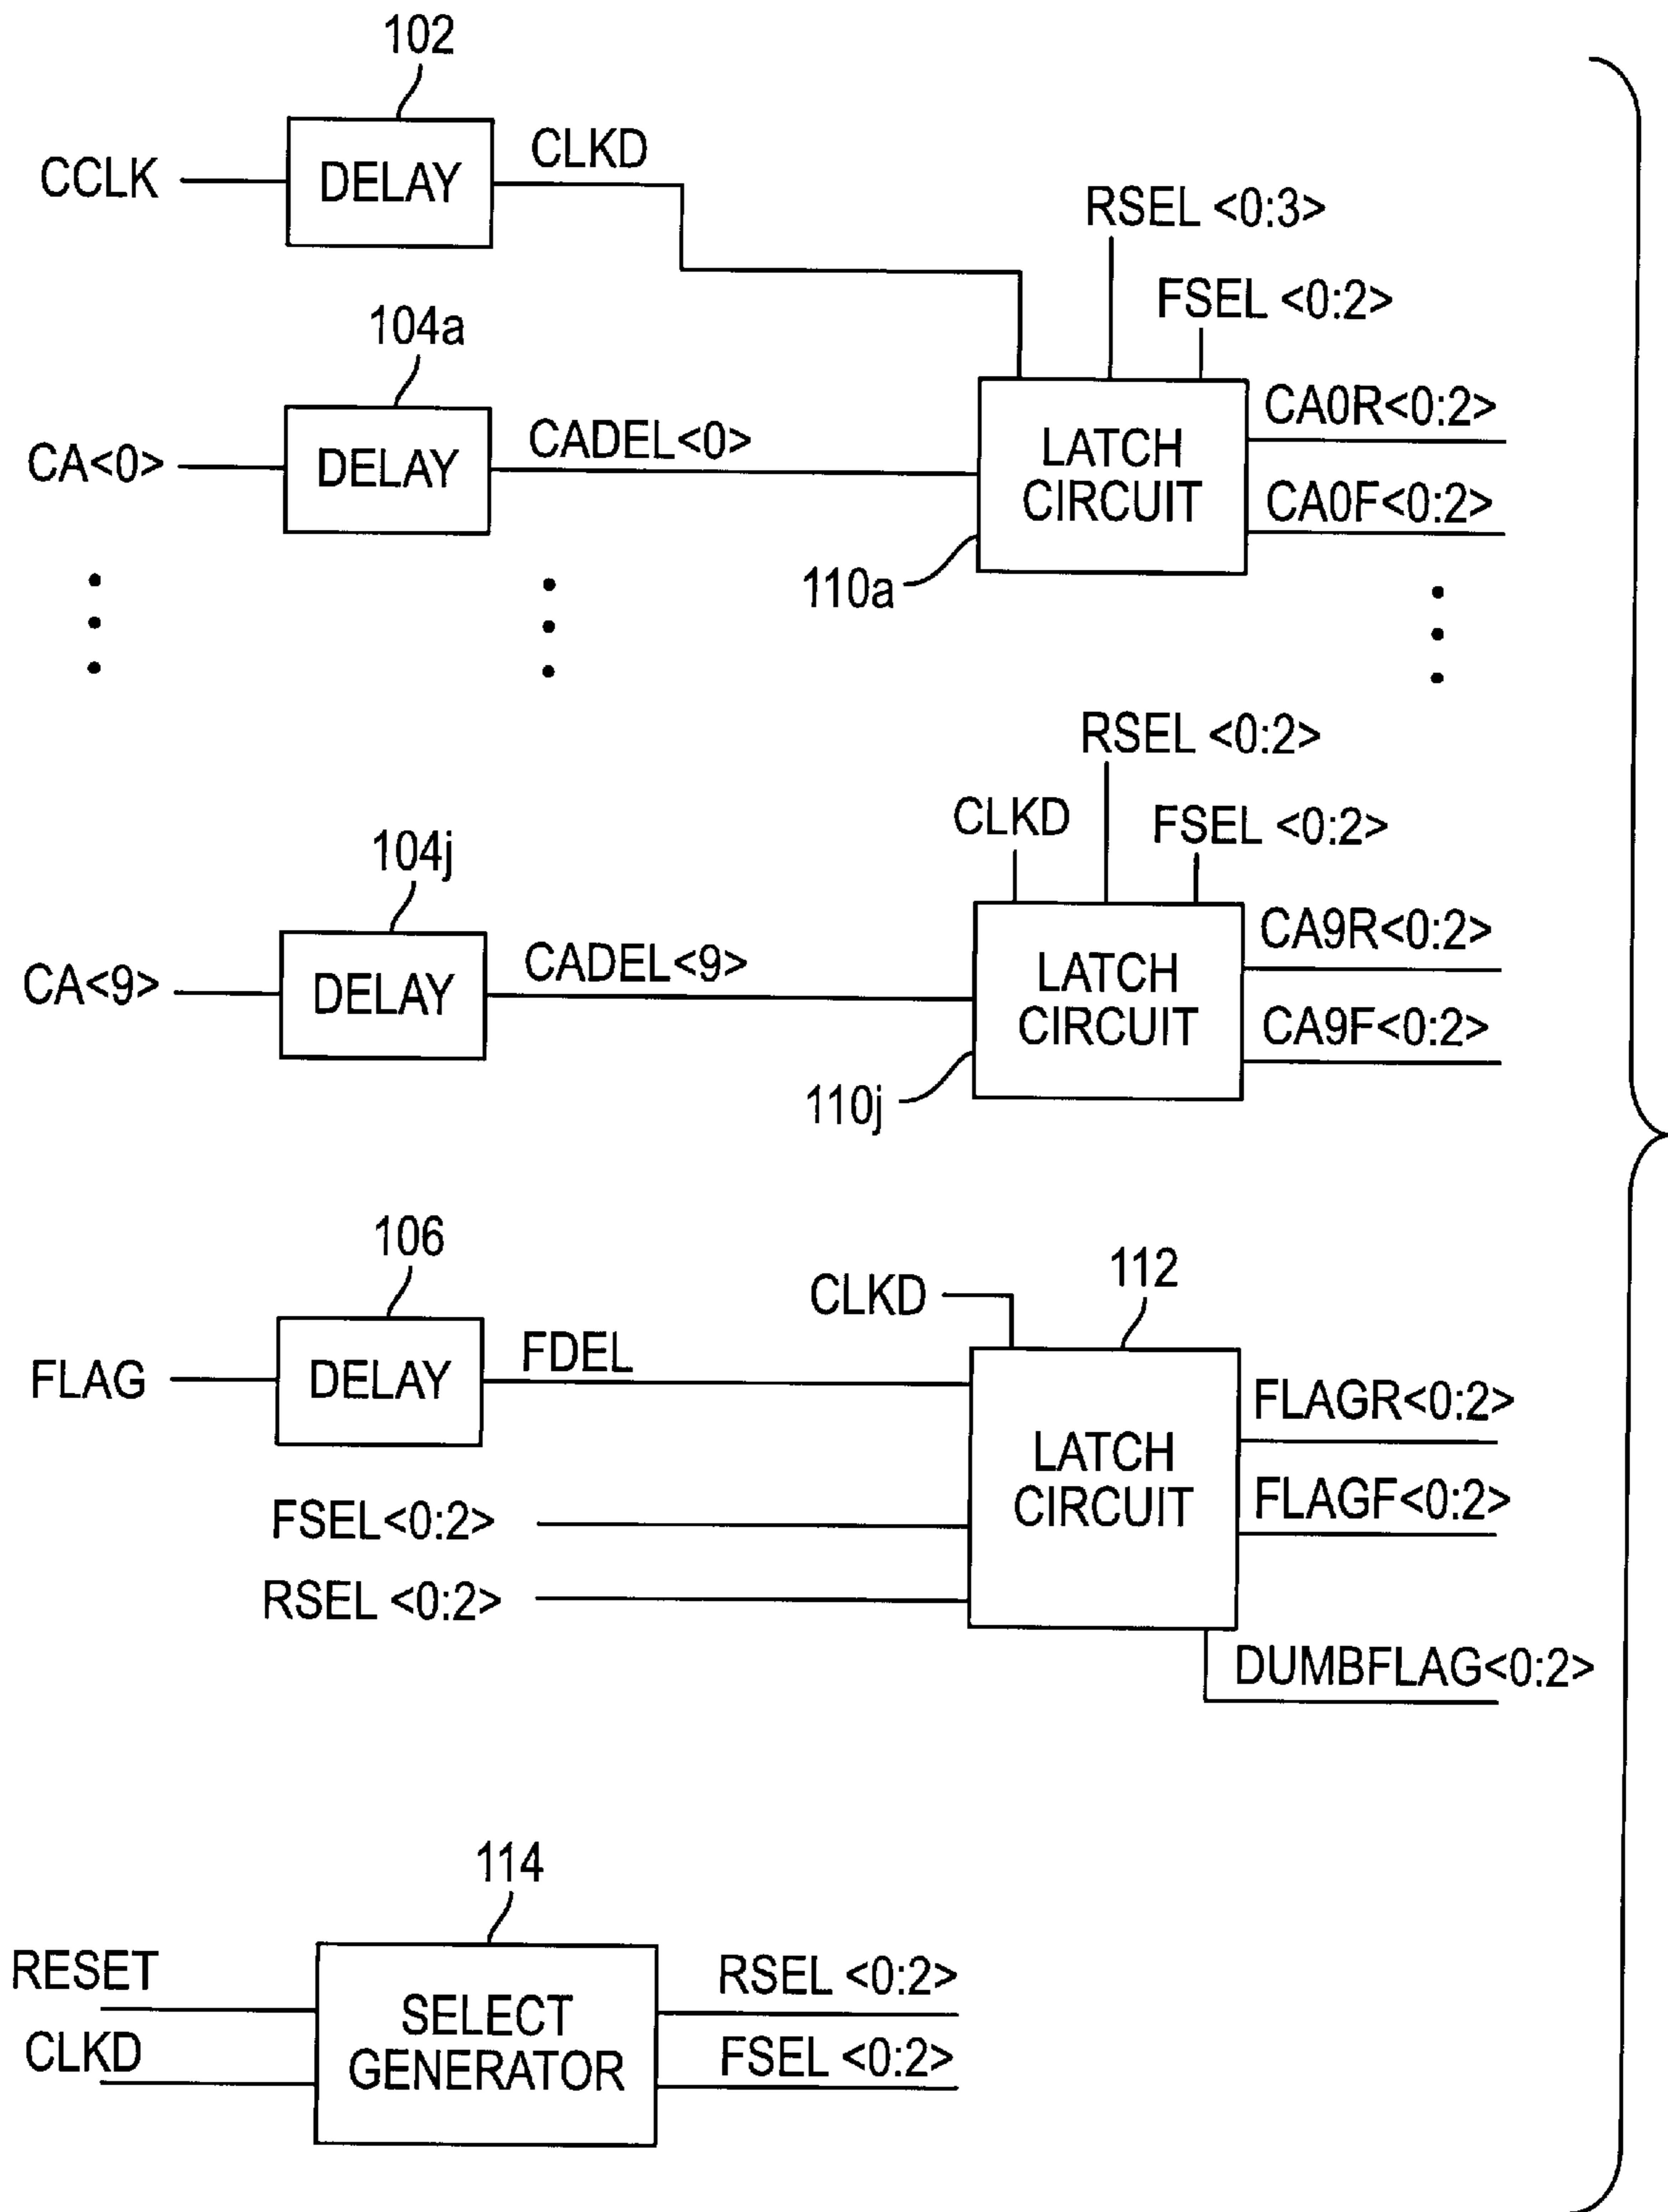 102
CCLK
DELAY
CLKD
RSEL <0:3>
FSEL <0:2>
104a
CA<0>
DELAY
CADEL<0>
LATCH
CIRCUIT
CA0R<0:2>
CA0F<0:2>
110a
RSEL <0:2>
CLKD
FSEL <0:2>
104j
CA<9>
DELAY
CADEL<9>
LATCH
CIRCUIT
CA9R<0:2>
CA9F<0:2>
110j
106
CLKD
112
FLAG
DELAY
FDEL
LATCH
CIRCUIT
FLAGR<0:2>
FLAGF<0:2>
FSEL<0:2>
RSEL <0:2>
DUMBFLAG<0:2>
114
RESET
CLKD
SELECT
GENERATOR
RSEL <0:2>
FSEL <0:2>